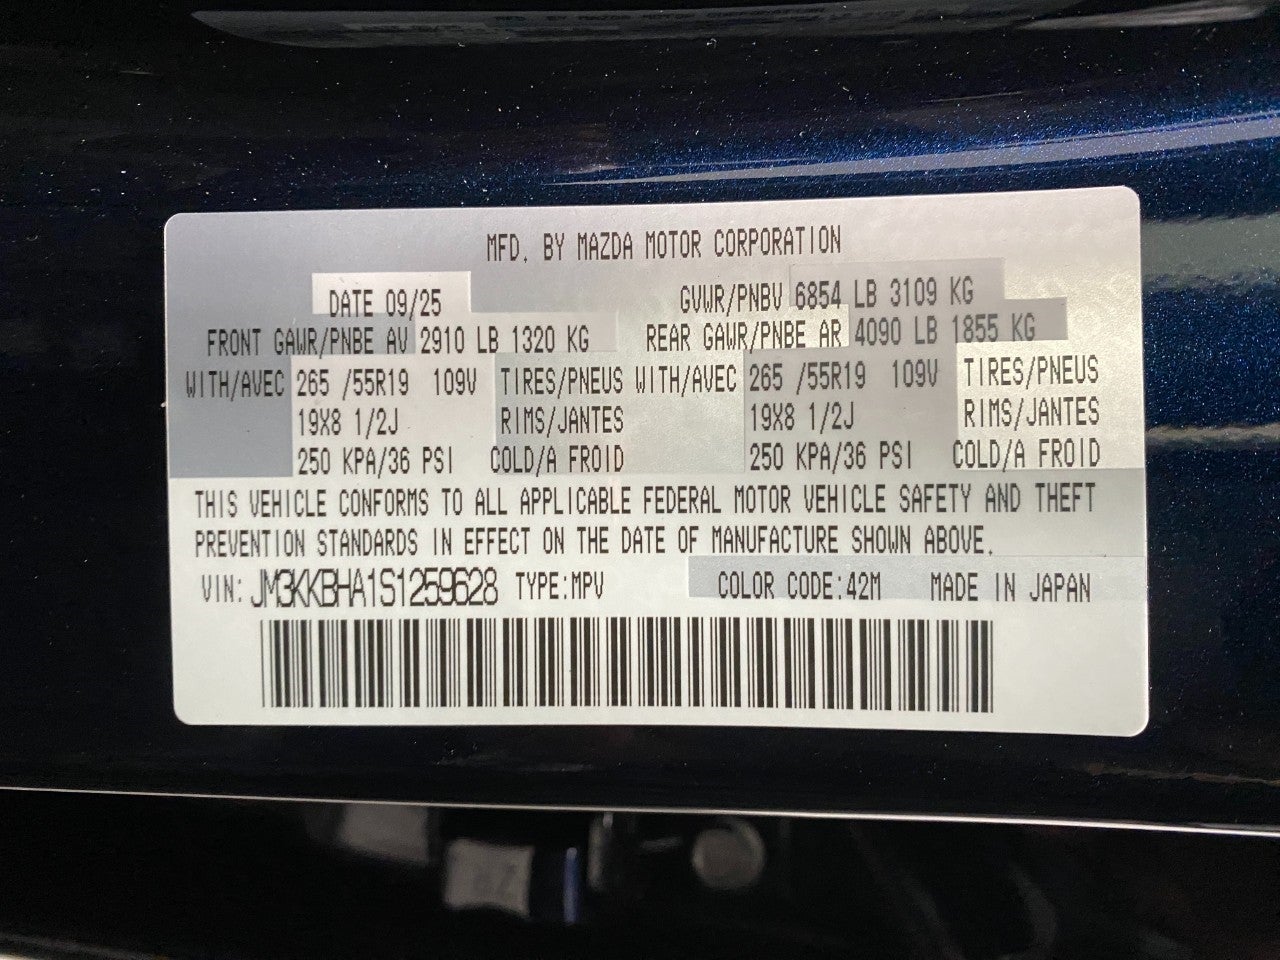 MFD. BY MAZDA MOTOR CORPORATION
DATE 09/25 GVWR/PNBV 6854 LB 3109 KG
FRONT GAWR/PNBE AV 2910 LB 1320 KG REAR GAWR/PNBE AR 4090 LB 1855 KG
WITH/AVEC 265 /55R19 109V TIRES/PNEUS WITH/AVEC 265 /55R19 109V TIRES/PNEUS
19X8 1/2J RIMS/JANTES 19X8 1/2J RIMS/JANTES
250 KPA/36 PSI COLD/A FROID 250 KPA/36 PSI COLD/A FROID
THIS VEHICLE CONFORMS TO ALL APPLICABLE FEDERAL MOTOR VEHICLE SAFETY AND THEFT
PREVENTION STANDARDS IN EFFECT ON THE DATE OF MANUFACTURE SHOWN ABOVE.
VIN: JM3KKBHA1S1259628 TYPE:MPV COLOR CODE:42M MADE IN JAPAN